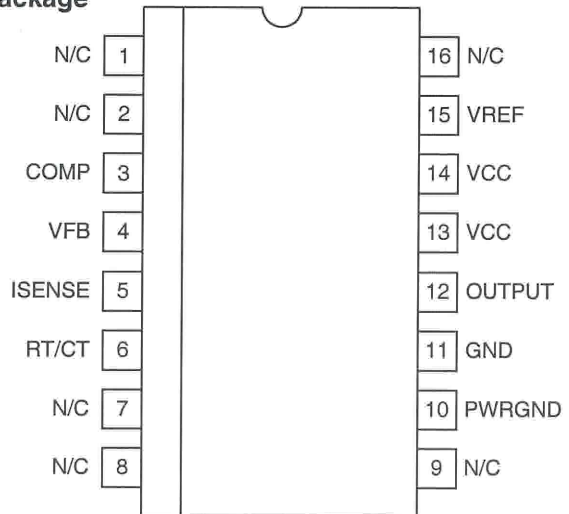 N/C 1
N/C 2
COMP 3
VFB 4
ISENSE 5
RT/CT 6
N/C 7
N/C 8
16 N/C
15 VREF
14 VCC
13 VCC
12 OUTPUT
11 GND
10 PWRGND
9 N/C